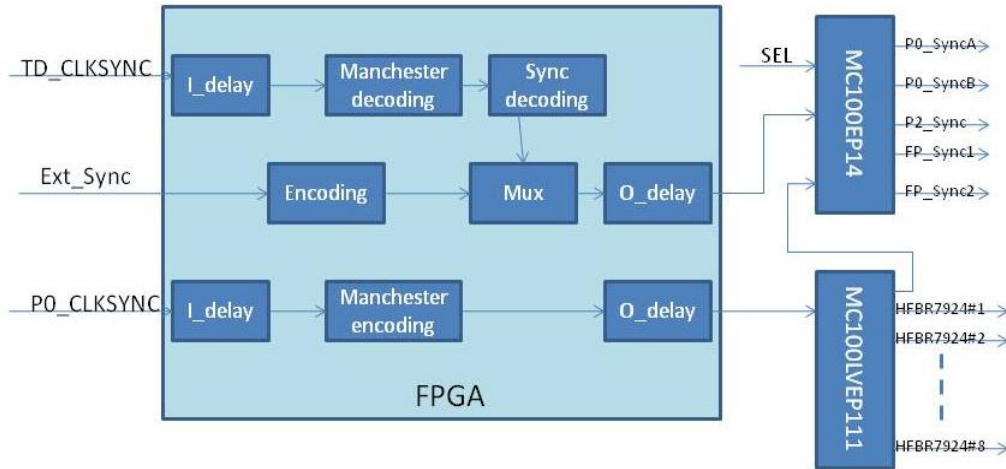 TD_CLKSYNC
I_delay
Manchester
decoding
Sync
decoding
SEL
MC100EP14
P0_SyncA
P0_SyncB
P2_Sync
FP_Sync1
FP_Sync2
Ext_Sync
Encoding
Mux
O_delay
P0_CLKSYNC
I_delay
Manchester
encoding
O_delay
MC100LVEP111
HFBR7924#1
HFBR7924#2
HFBR7924#8
FPGA